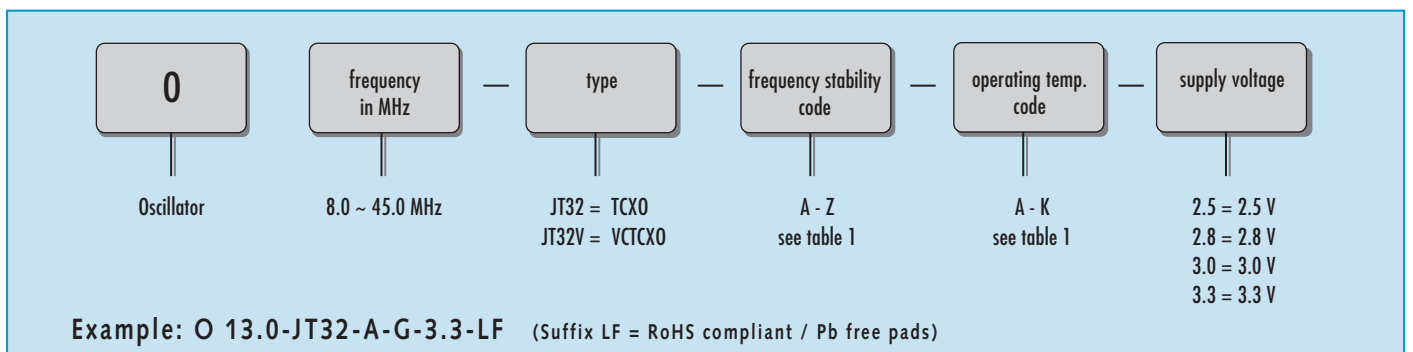 O
frequency in MHz
—
type
—
frequency stability code
—
operating temp. code
—
supply voltage
Oscillator
8.0 ~ 45.0 MHz
JT32 = TCXO
JT32V = VCTCXO
A - Z
see table 1
A - K
see table 1
2.5 = 2.5 V
2.8 = 2.8 V
3.0 = 3.0 V
3.3 = 3.3 V
Example: O 13.0-JT32-A-G-3.3-LF (Suffix LF = RoHS compliant / Pb free pads)